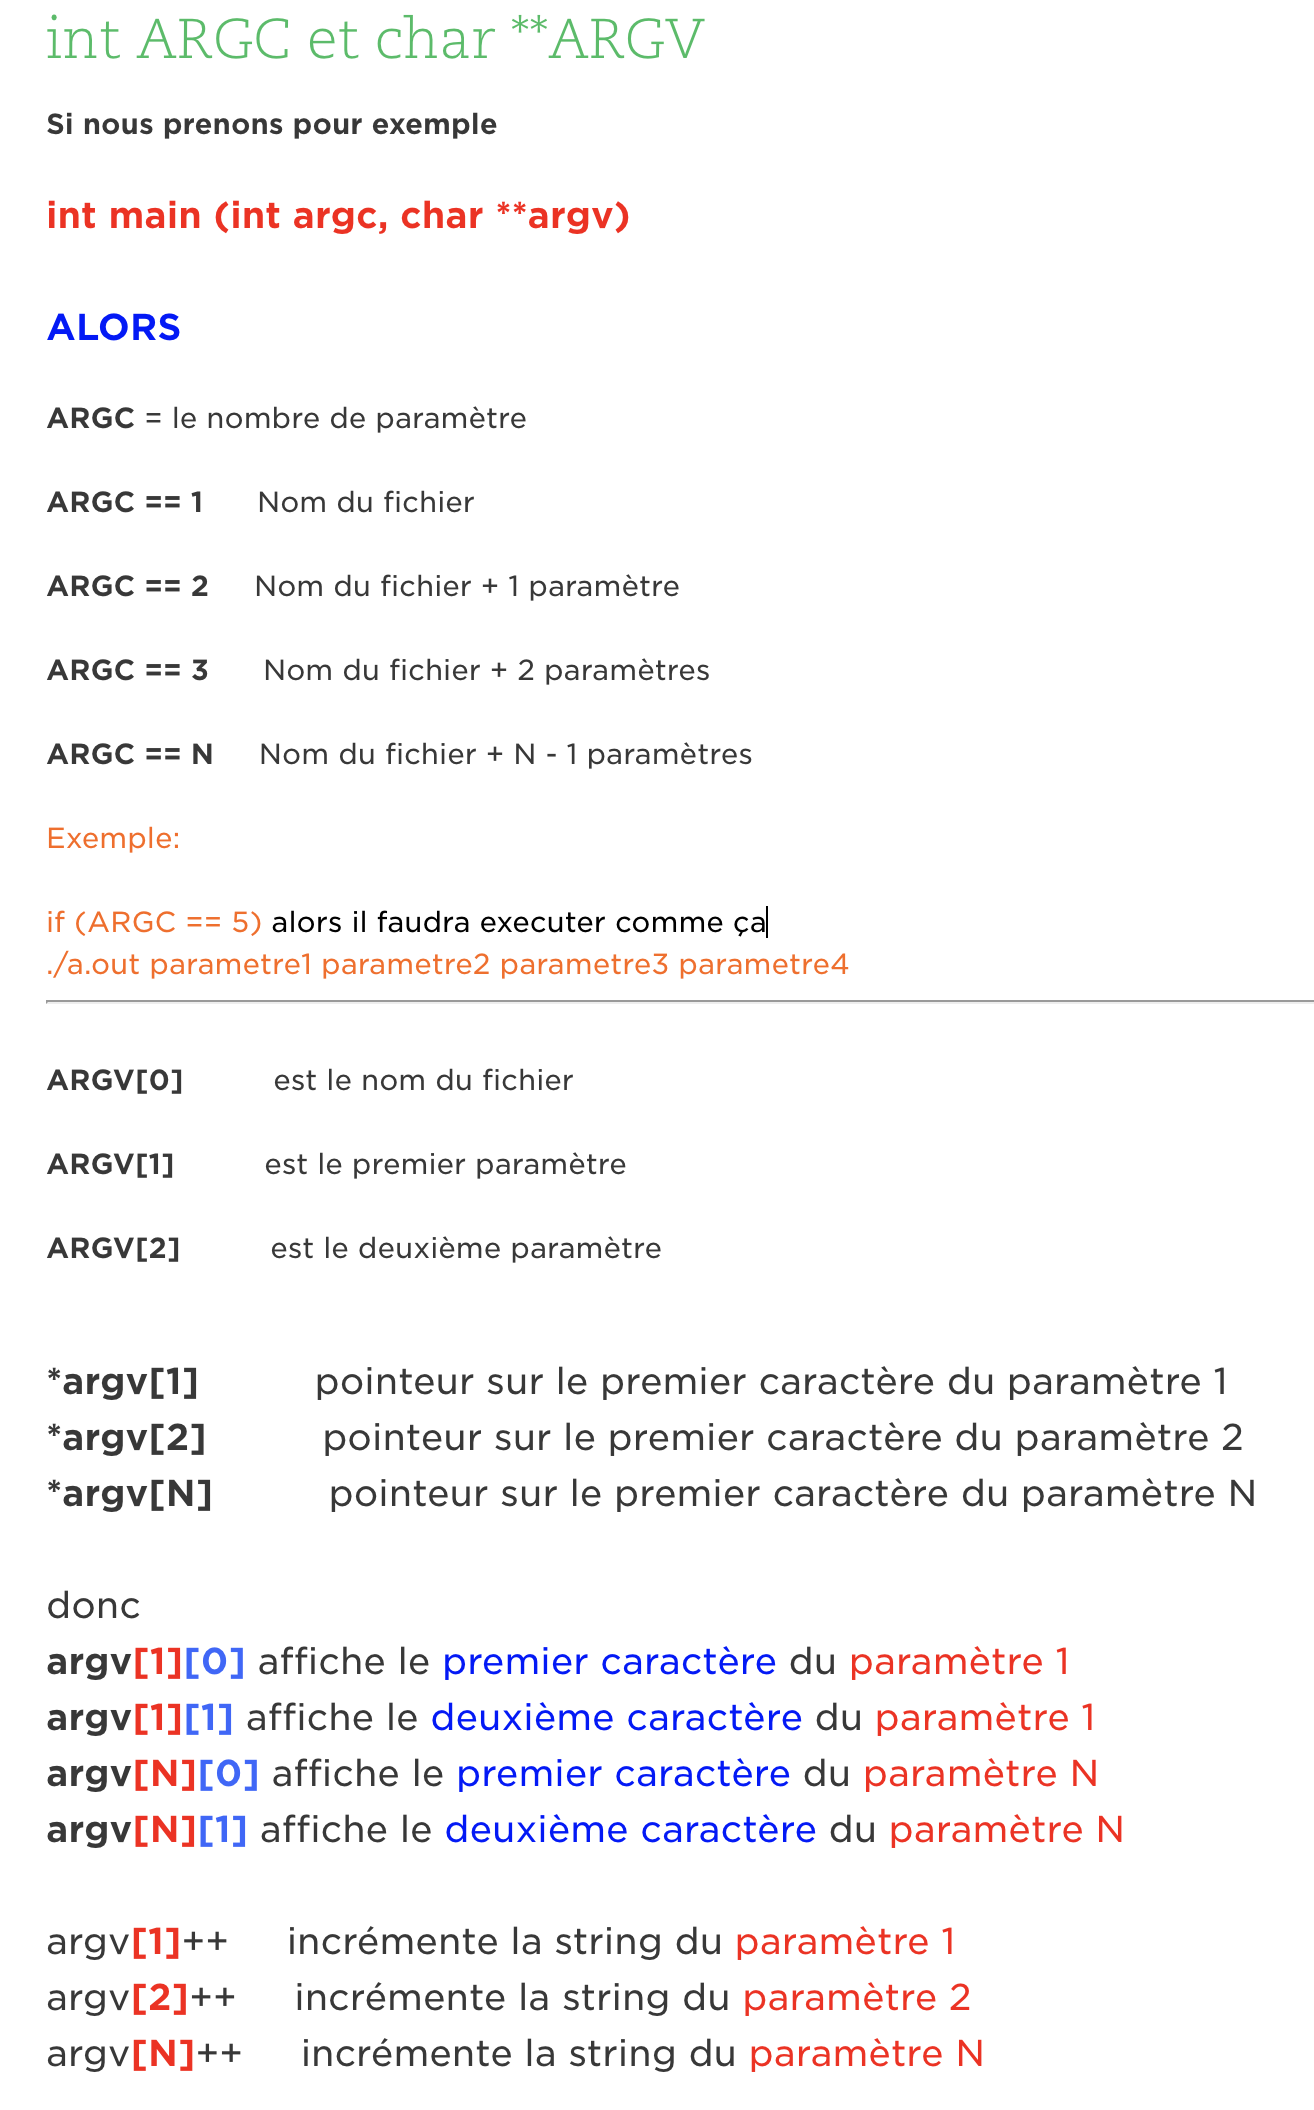 int ARGC et char **ARGV
Si nous prenons pour exemple
int main (int argc, char **argv)
ALORS
ARGC = le nombre de paramètre
ARGC == 1 Nom du fichier
ARGC == 2 Nom du fichier + 1 paramètre
ARGC == 3 Nom du fichier + 2 paramètres
ARGC == N Nom du fichier + N - 1 paramètres
Exemple:
if (ARGC == 5) alors il faudra executer comme ça
./a.out parametre1 parametre2 parametre3 parametre4
ARGV[0] est le nom du fichier
ARGV[1] est le premier paramètre
ARGV[2] est le deuxième paramètre
*argv[1] pointeur sur le premier caractère du paramètre 1
*argv[2] pointeur sur le premier caractère du paramètre 2
*argv[N] pointeur sur le premier caractère du paramètre N
donc
argv[1][0] affiche le premier caractère du paramètre 1
argv[1][1] affiche le deuxième caractère du paramètre 1
argv[N][0] affiche le premier caractère du paramètre N
argv[N][1] affiche le deuxième caractère du paramètre N
argv[1]++ incrémente la string du paramètre 1
argv[2]++ incrémente la string du paramètre 2
argv[N]++ incrémente la string du paramètre N